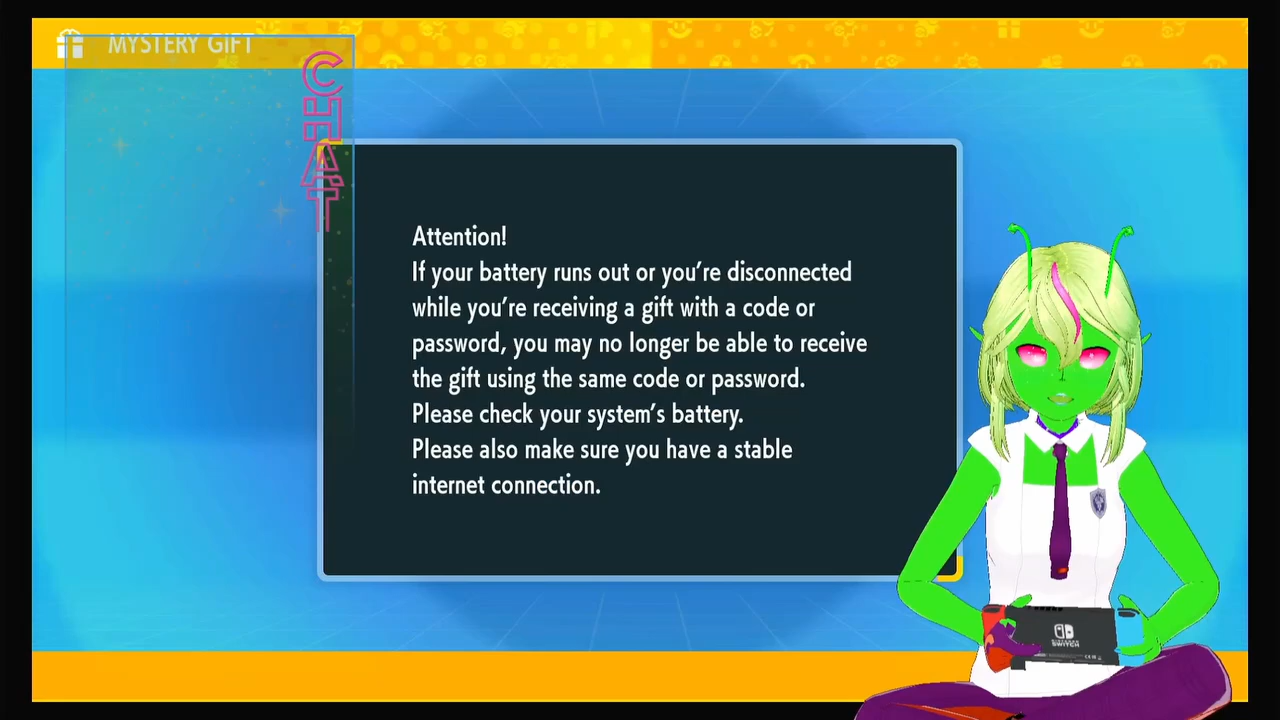 MYSTERY GIFT
CHAT
Attention!
If your battery runs out or you're disconnected
while you're receiving a gift with a code or
password, you may no longer be able to receive
the gift using the same code or password.
Please check your system's battery.
Please also make sure you have a stable
internet connection.
SWITCH